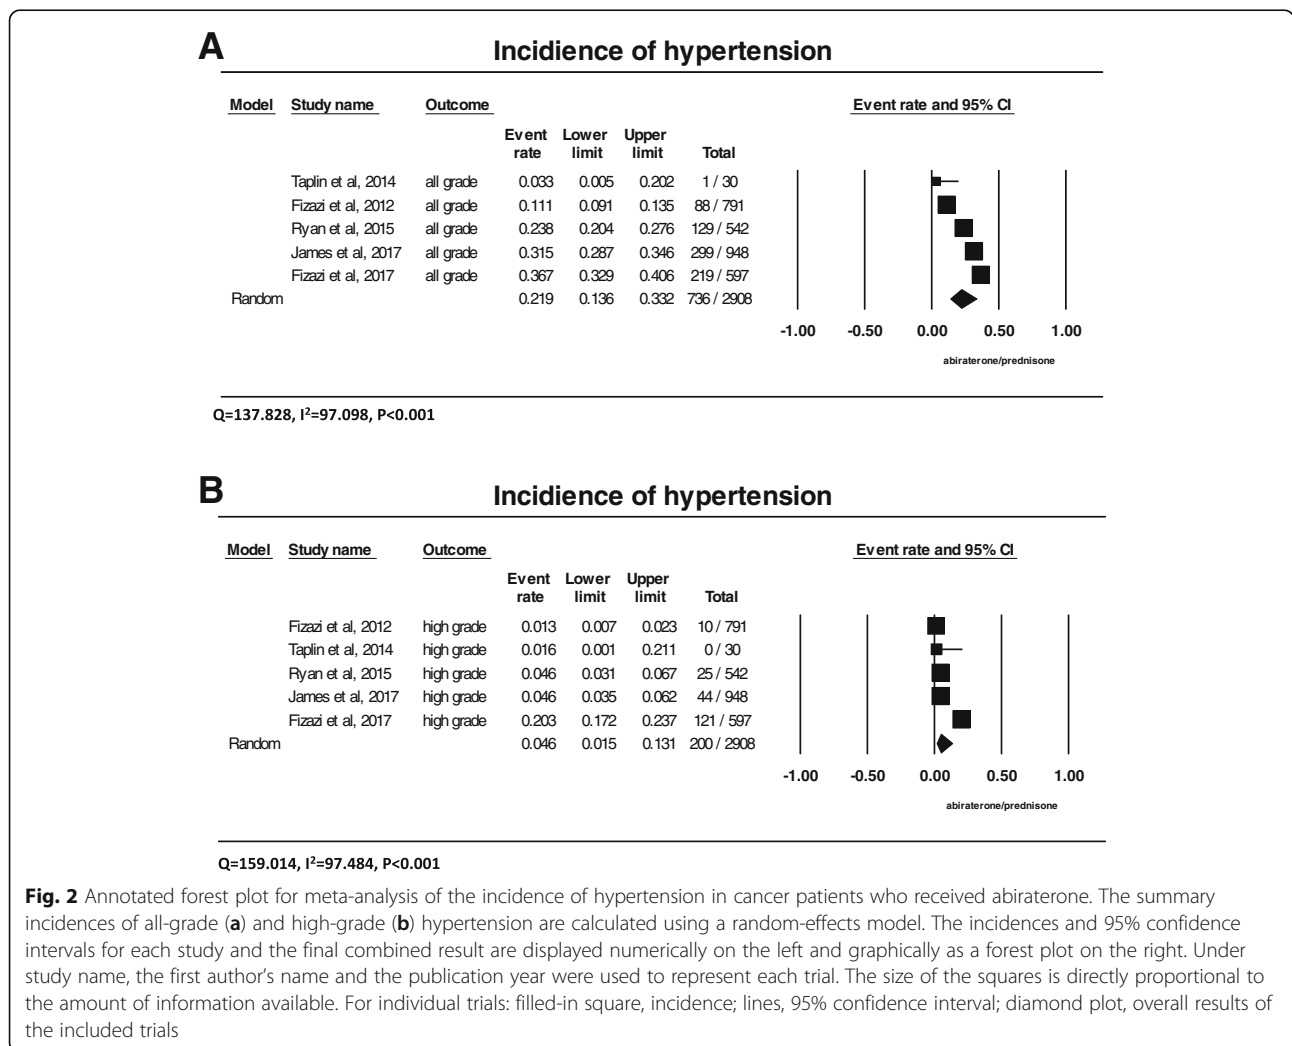 A
Incidience of hypertension
Model Study name Outcome Event rate and 95% CI
Event Lower Upper
rate limit limit Total
Taplin et al, 2014 all grade 0.033 0.005 0.202 1 / 30
Fizazi et al, 2012 all grade 0.111 0.091 0.135 88 / 791
Ryan et al, 2015 all grade 0.238 0.204 0.276 129 / 542
James et al, 2017 all grade 0.315 0.287 0.346 299 / 948
Fizazi et al, 2017 all grade 0.367 0.329 0.406 219 / 597
Random 0.219 0.136 0.332 736 / 2908
-1.00 -0.50 0.00 0.50 1.00
abiraterone/prednisone
Q=137.828, I²=97.098, P<0.001
B
Incidience of hypertension
Model Study name Outcome Event rate and 95% CI
Event Lower Upper
rate limit limit Total
Fizazi et al, 2012 high grade 0.013 0.007 0.023 10 / 791
Taplin et al, 2014 high grade 0.016 0.001 0.211 0 / 30
Ryan et al, 2015 high grade 0.046 0.031 0.067 25 / 542
James et al, 2017 high grade 0.046 0.035 0.062 44 / 948
Fizazi et al, 2017 high grade 0.203 0.172 0.237 121 / 597
Random 0.046 0.015 0.131 200 / 2908
-1.00 -0.50 0.00 0.50 1.00
abiraterone/prednisone
Q=159.014, I²=97.484, P<0.001
Fig. 2 Annotated forest plot for meta-analysis of the incidence of hypertension in cancer patients who received abiraterone. The summary
incidences of all-grade (a) and high-grade (b) hypertension are calculated using a random-effects model. The incidences and 95% confidence
intervals for each study and the final combined result are displayed numerically on the left and graphically as a forest plot on the right. Under
study name, the first author's name and the publication year were used to represent each trial. The size of the squares is directly proportional to
the amount of information available. For individual trials: filled-in square, incidence; lines, 95% confidence interval; diamond plot, overall results of
the included trials